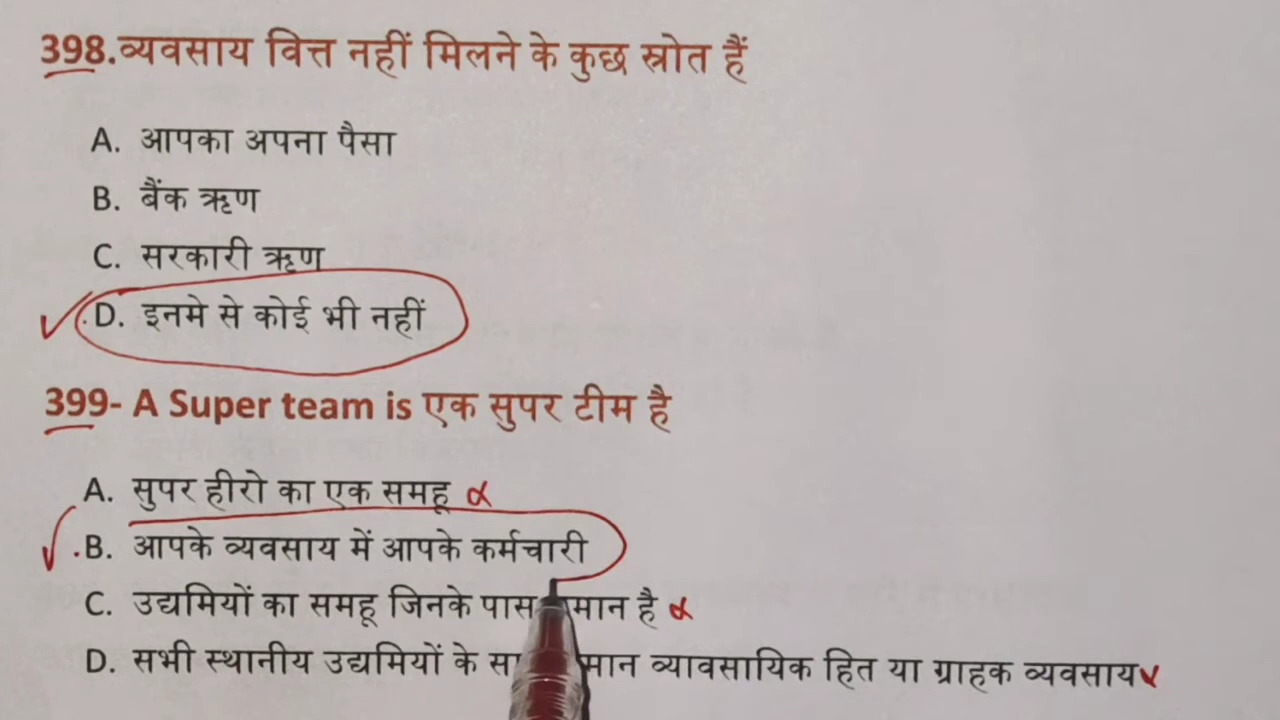 398.व्यवसाय वित्त नहीं मिलने के कुछ स्रोत हैं
A. आपका अपना पैसा
B. बैंक ऋण
C. सरकारी ऋण
D. इनमे से कोई भी नहीं
399- A Super team is एक सुपर टीम है
A. सुपर हीरो का एक समहू
B. आपके व्यवसाय में आपके कर्मचारी
C. उद्यमियों का समहू जिनके पास है
D. सभी स्थानीय उद्यमियों के व्यावसायिक हित या ग्राहक व्यवसाय